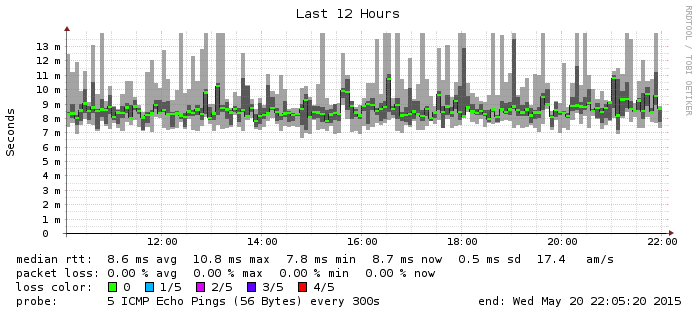 Last 12 Hours
RRDTOOL / TOBI OETIKER
Seconds
13 m
12 m
11 m
10 m
9 m
8 m
7 m
6 m
5 m
4 m
3 m
2 m
1 m
0
12:00 14:00 16:00 18:00 20:00 22:00
median rtt: 8.6 ms avg 10.8 ms max 7.8 ms min 8.7 ms now 0.5 ms sd 17.4 am/s
packet loss: 0.00 % avg 0.00 % max 0.00 % min 0.00 % now
loss color: 0 1/5 2/5 3/5 4/5
probe: 5 ICMP Echo Pings (56 Bytes) every 300s end: Wed May 20 22:05:20 2015